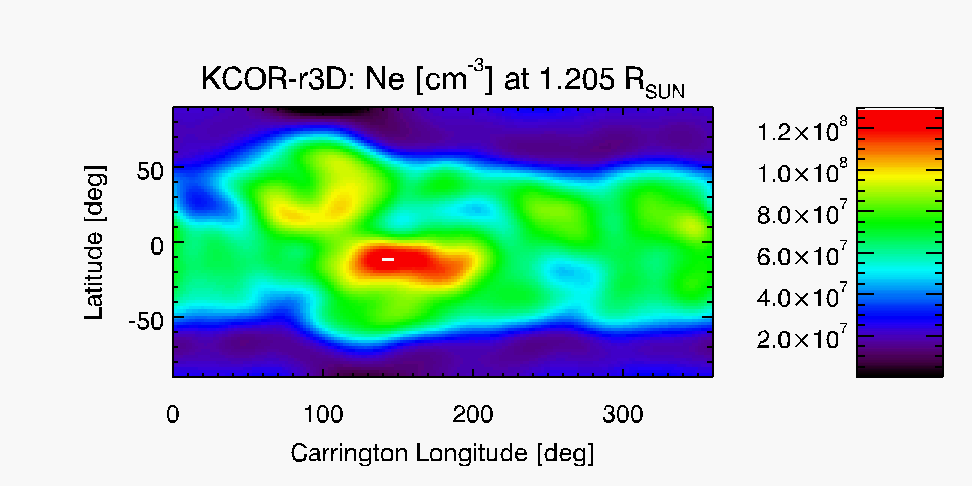 KCOR-r3D: Ne [cm⁻³] at 1.205 R_SUN
1.2×10⁸
1.0×10⁸
8.0×10⁷
6.0×10⁷
4.0×10⁷
2.0×10⁷
50
0
-50
Latitude [deg]
0 100 200 300
Carrington Longitude [deg]